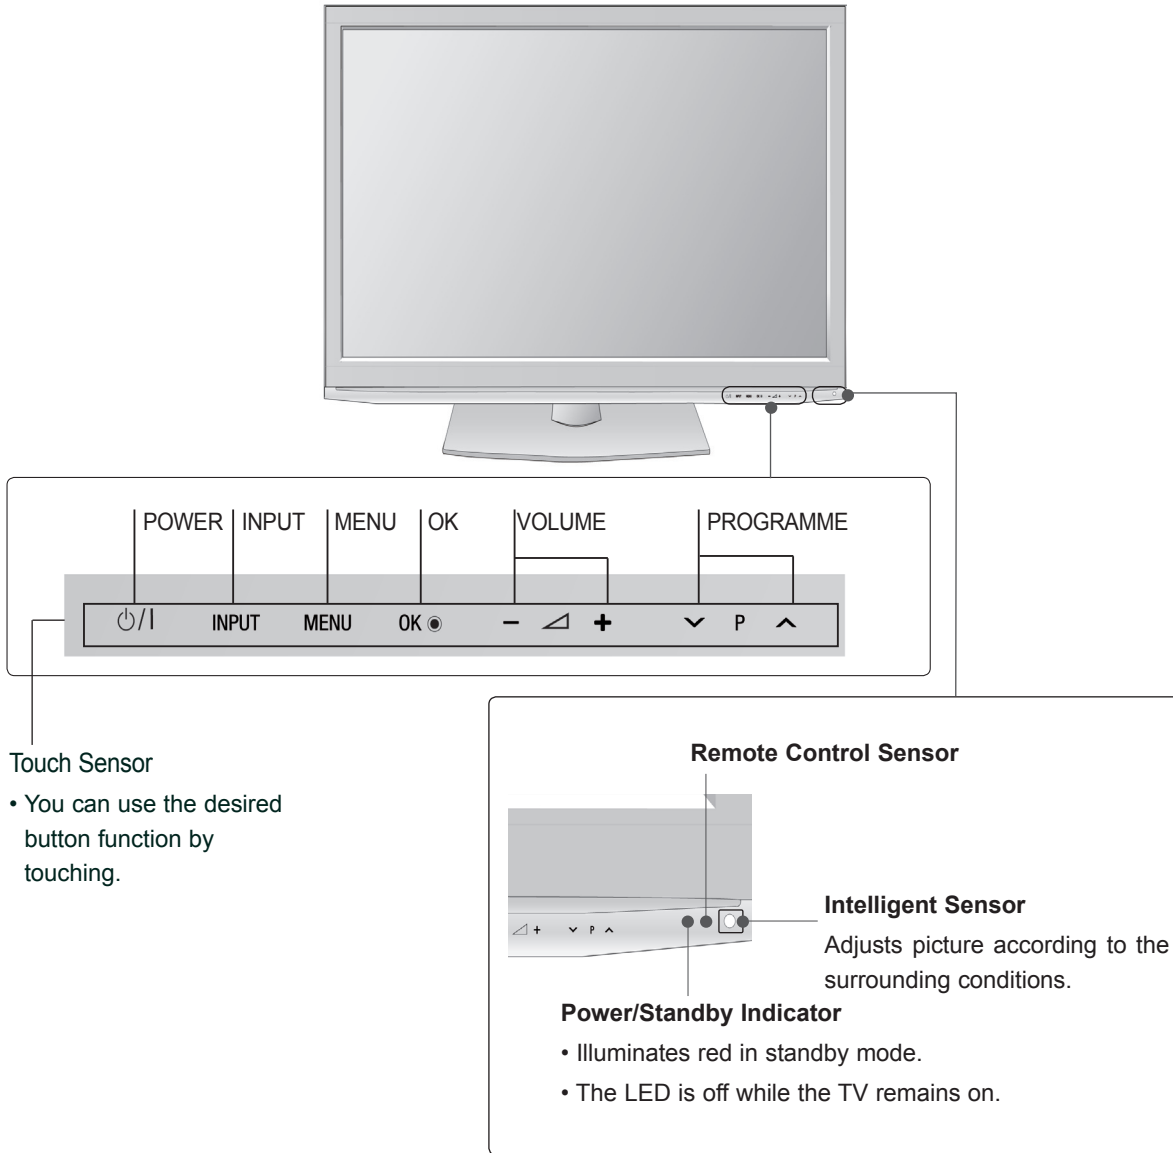 POWER INPUT MENU OK VOLUME PROGRAMME
/I INPUT MENU OK - + P
Touch Sensor
• You can use the desired
button function by
touching.
Remote Control Sensor
+ P
Intelligent Sensor
Adjusts picture according to the
surrounding conditions.
Power/Standby Indicator
• Illuminates red in standby mode.
• The LED is off while the TV remains on.